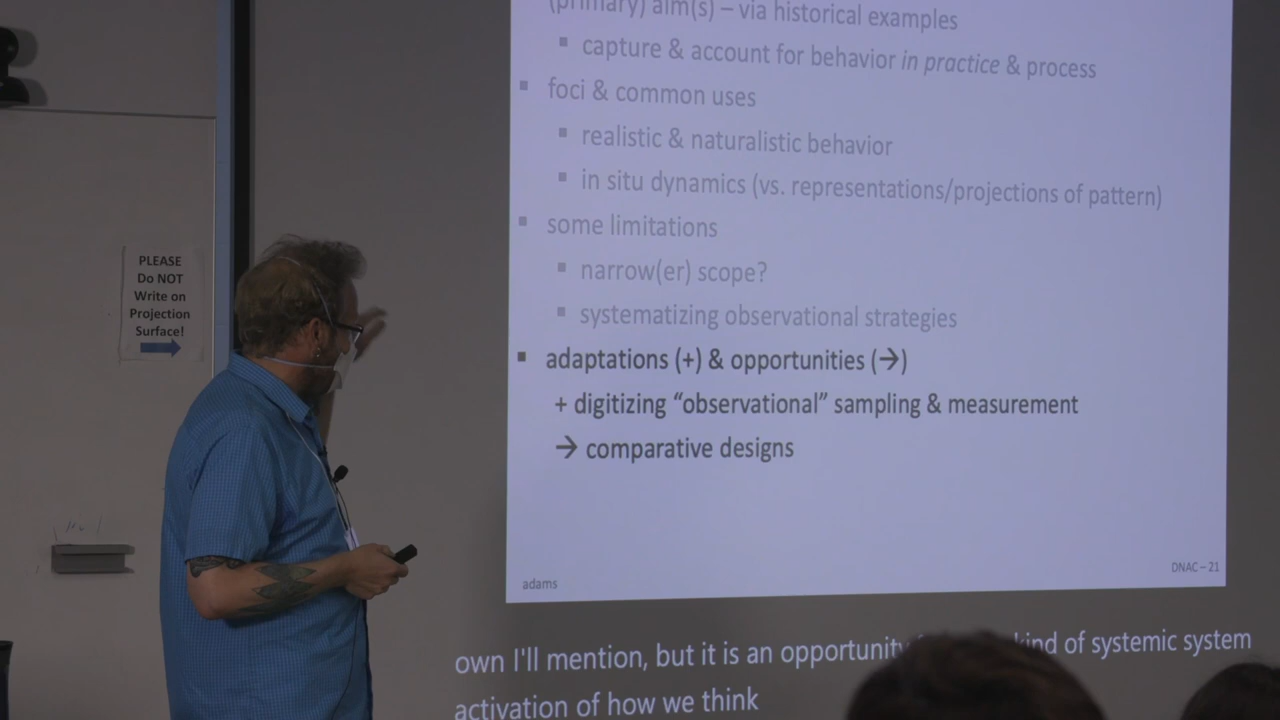 (primary) aim(s) – via historical examples
▪ capture & account for behavior in practice & process
▪ foci & common uses
▪ realistic & naturalistic behavior
▪ in situ dynamics (vs. representations/projections of pattern)
▪ some limitations
▪ narrow(er) scope?
▪ systematizing observational strategies
▪ adaptations (+) & opportunities (→)
+ digitizing “observational” sampling & measurement
→ comparative designs
adams
DNAC – 21
PLEASE
Do NOT
Write on
Projection
Surface!
own I'll mention, but it is an opportunity kind of systemic system
activation of how we think